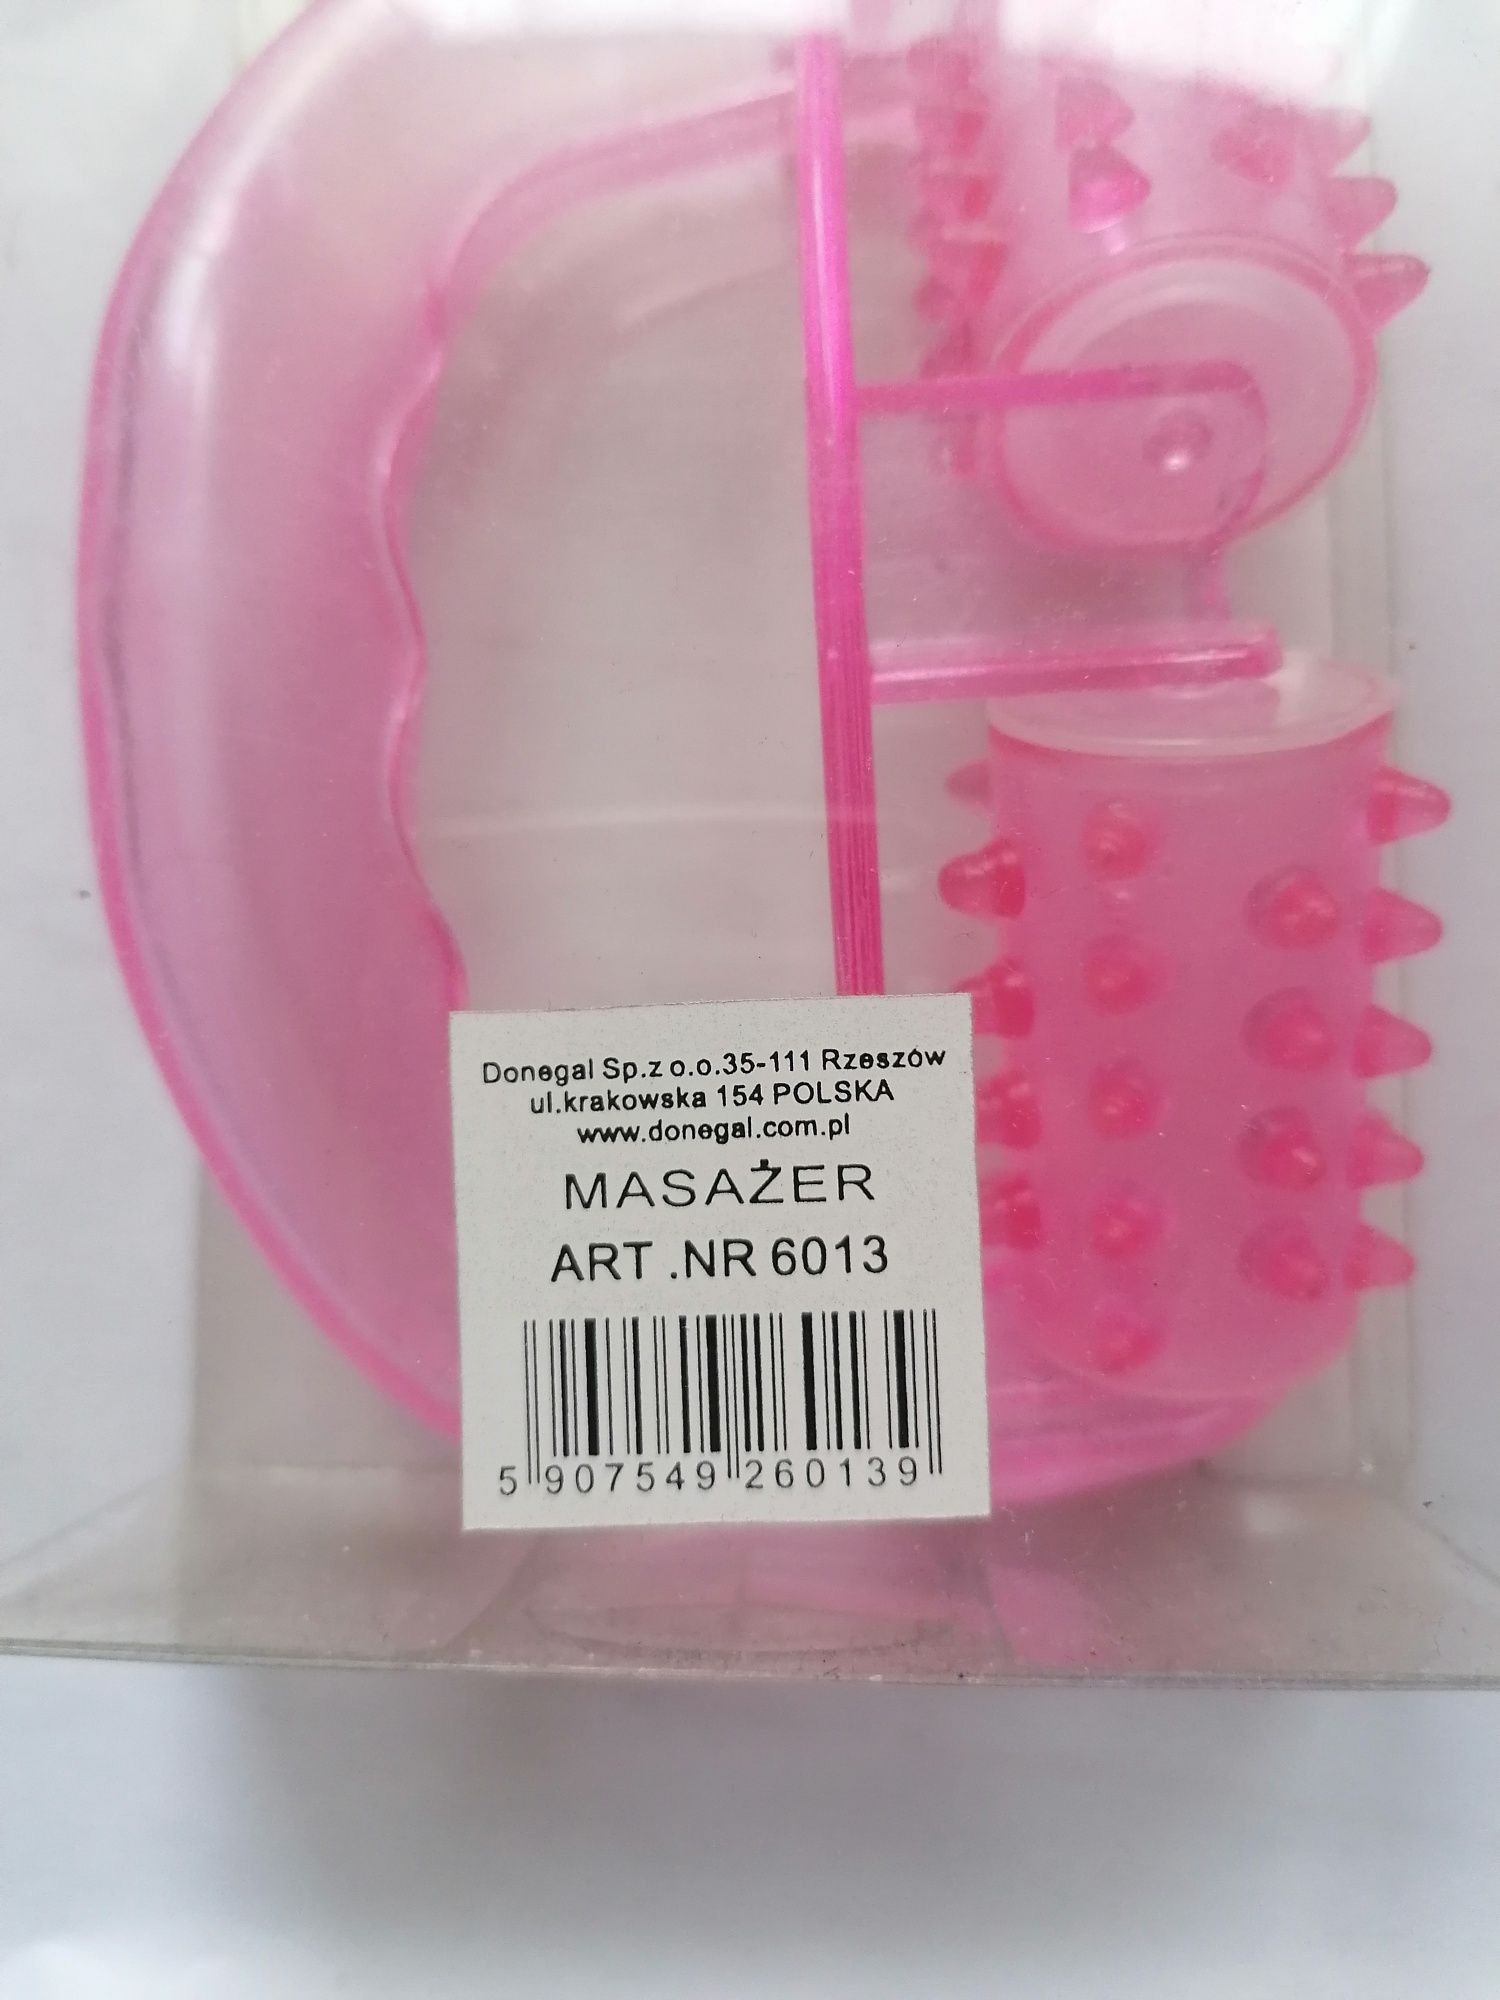 Donegal Sp.z o.o.35-111 Rzeszów
ul.krakowska 154 POLSKA
www.donegal.com.pl
MASAŻER
ART .NR 6013
5 907549 260139